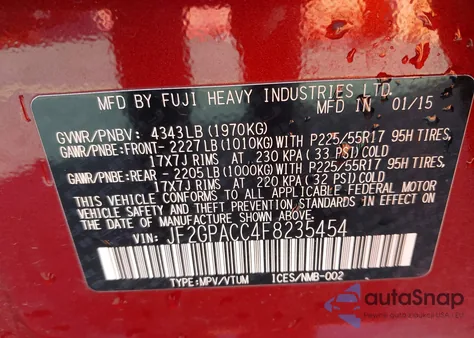 MFD BY FUJI HEAVY INDUSTRIES LTD.
MFD IN 01/15
GVWR/PNBV: 4343LB (1970KG)
GAWR/PNBE:FRONT- 2227LB (1010KG)WITH P225/55R17 95H TIRES,
17X7J RIMS AT 230 KPA (33 PSI) COLD
GAWR/PNBE:REAR - 2205LB (1000KG)WITH P225/55R17 95H TIRES,
17X7J RIMS AT 220 KPA (32 PSI) COLD
THIS VEHICLE CONFORMS TO ALL APPLICABLE FEDERAL MOTOR
VEHICLE SAFETY AND BUMPER STANDARDS IN EFFECT ON
THE DATE OF MANUFACTURE SHOWN ABOVE.
VIN: JF2GPACC4F8235454
TYPE:MPV/VTUM ICES/NMB-002
autoSnap